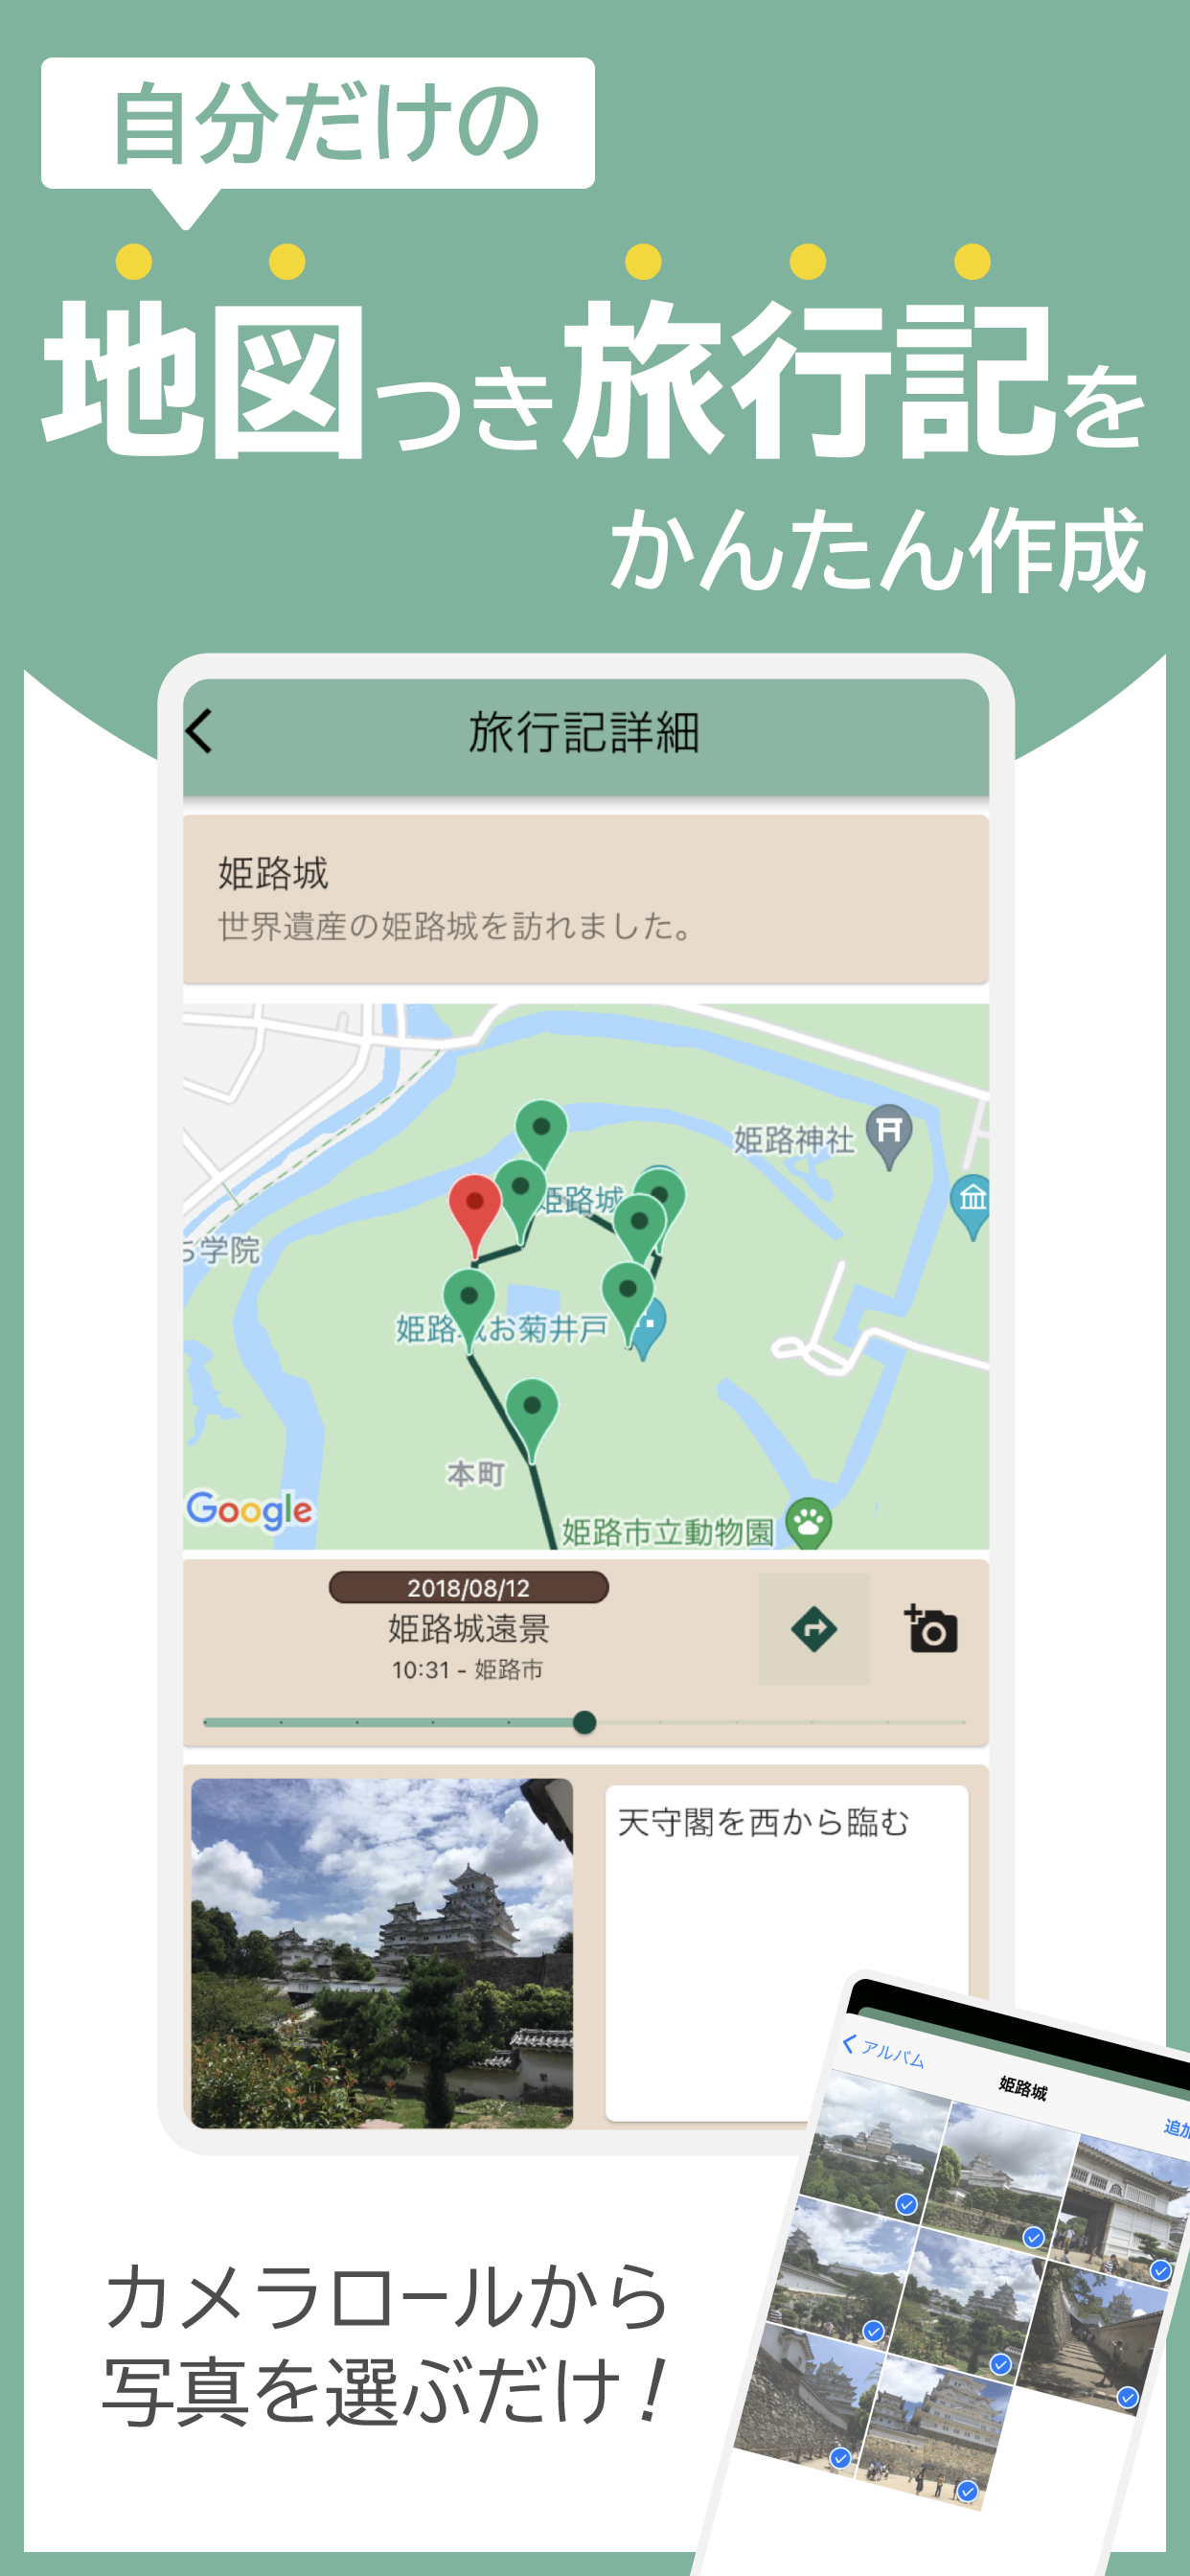 自分だけの
地図つき旅行記を
かんたん作成
旅行記詳細
姫路城
世界遺産の姫路城を訪れました。
姫路神社
姫路城
学院
姫路城お菊井戸
本町
Google
姫路市立動物園
2018/08/12
姫路城遠景
10:31 - 姫路市
天守閣を西から臨む
アルバム
姫路城
追加
カメラロールから
写真を選ぶだけ！